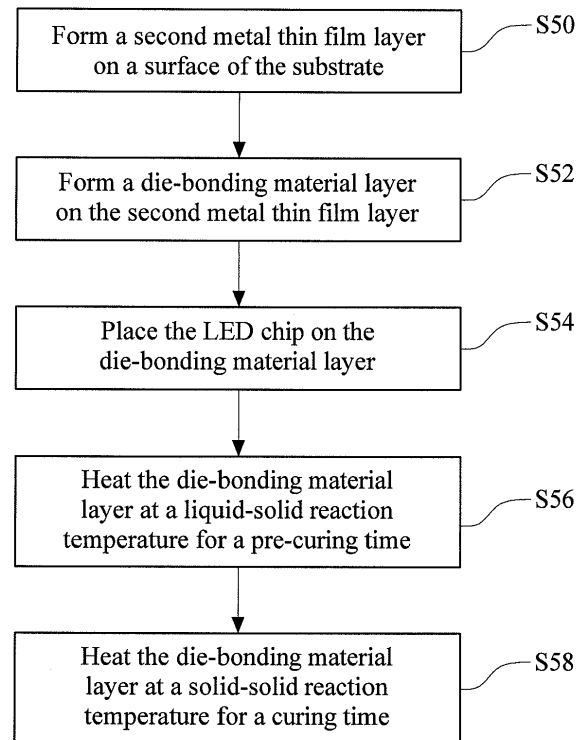 Form a second metal thin film layer
on a surface of the substrate
S50
Form a die-bonding material layer
on the second metal thin film layer
S52
Place the LED chip on the
die-bonding material layer
S54
Heat the die-bonding material
layer at a liquid-solid reaction
temperature for a pre-curing time
S56
Heat the die-bonding material
layer at a solid-solid reaction
temperature for a curing time
S58